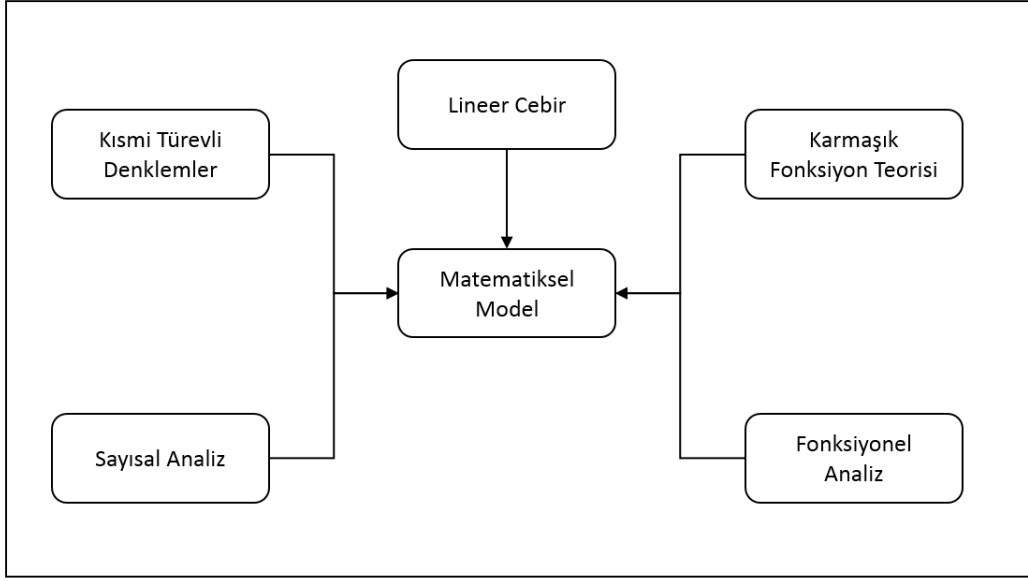 Lineer Cebir
Kısmi Türevli
Denklemler
Karmaşık
Fonksiyon Teorisi
Matematiksel
Model
Sayısal Analiz
Fonksiyonel
Analiz